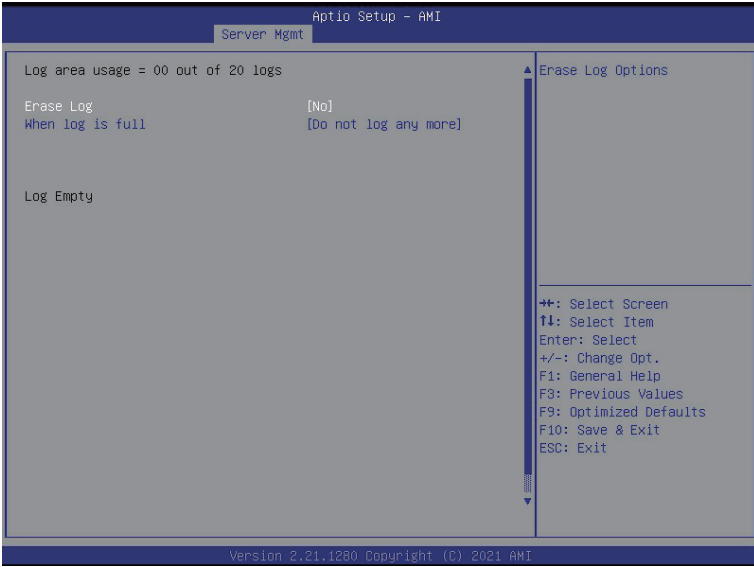 Aptio Setup – AMI
Server Mgmt
Log area usage = 00 out of 20 logs
Erase Log [No]
When log is full [Do not log any more]
Log Empty
Erase Log Options
→←: Select Screen
↑↓: Select Item
Enter: Select
+/-: Change Opt.
F1: General Help
F3: Previous Values
F9: Optimized Defaults
F10: Save & Exit
ESC: Exit
Version 2.21.1280 Copyright (C) 2021 AMI